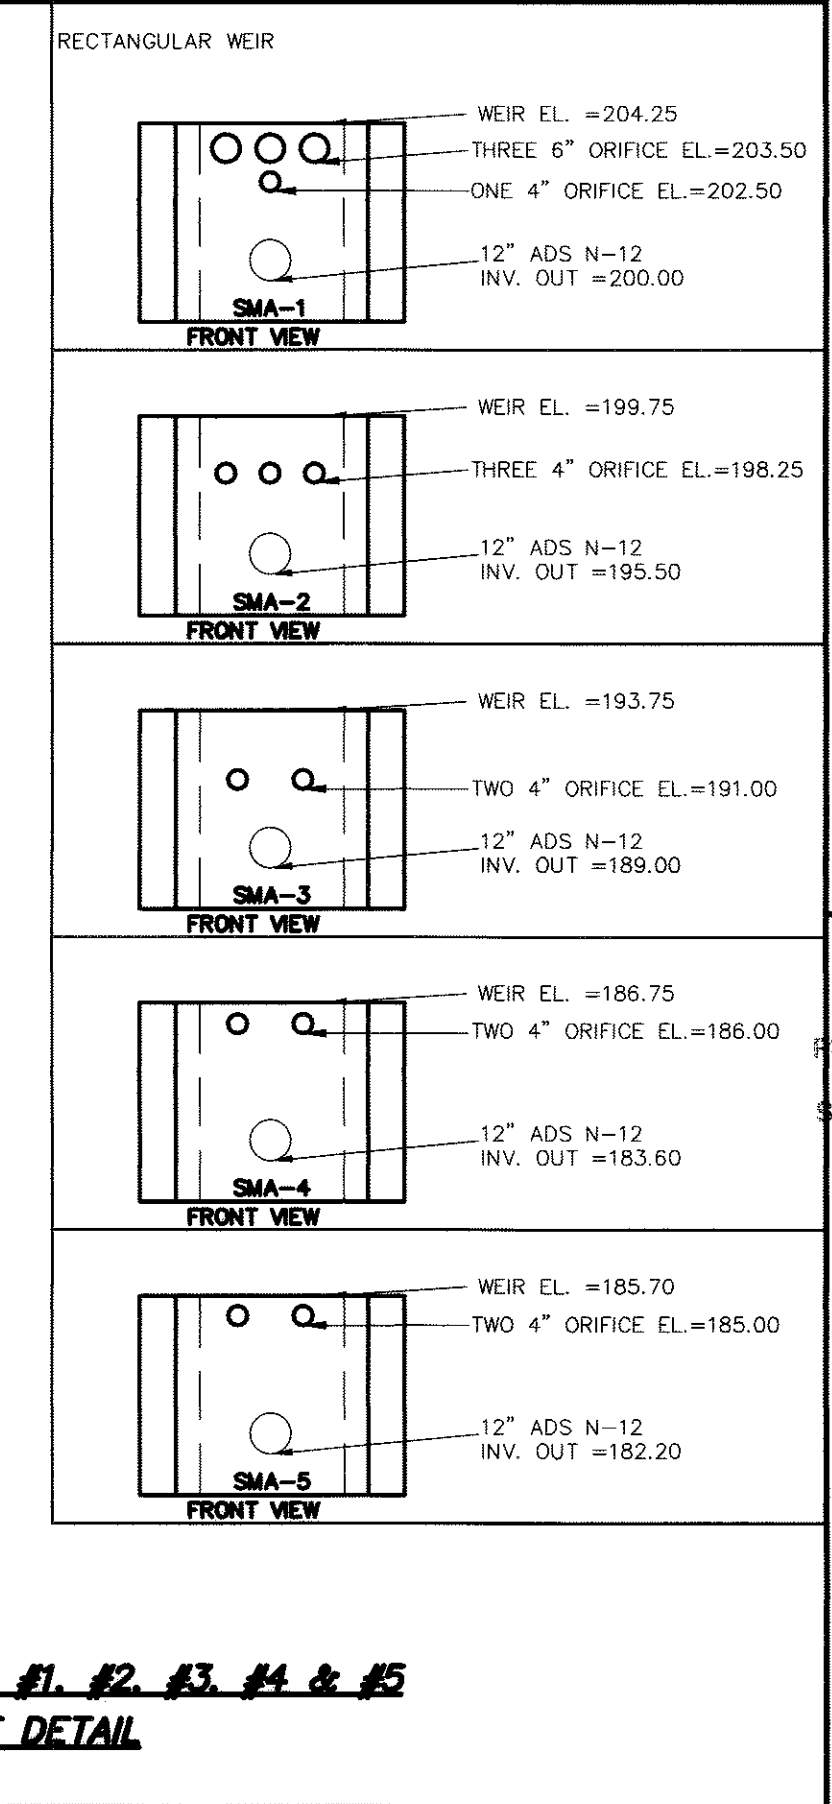 RECTANGULAR WEIR
WEIR EL. =204.25
THREE 6" ORIFICE EL.=203.50
ONE 4" ORIFICE EL.=202.50
12" ADS N-12
INV. OUT =200.00
SMA-1
FRONT VIEW
WEIR EL. =199.75
THREE 4" ORIFICE EL.=198.25
12" ADS N-12
INV. OUT =195.50
SMA-2
FRONT VIEW
WEIR EL. =193.75
TWO 4" ORIFICE EL.=191.00
12" ADS N-12
INV. OUT =189.00
SMA-3
FRONT VIEW
WEIR EL. =186.75
TWO 4" ORIFICE EL.=186.00
12" ADS N-12
INV. OUT =183.60
SMA-4
FRONT VIEW
WEIR EL. =185.70
TWO 4" ORIFICE EL.=185.00
12" ADS N-12
INV. OUT =182.20
SMA-5
FRONT VIEW
#1. #2. #3. #4 & #5
DETAIL